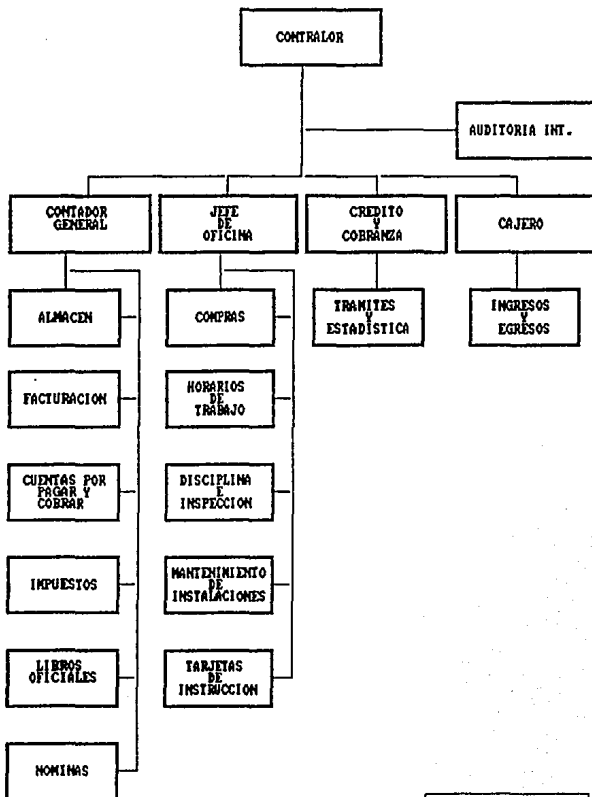 CONTRALOR
AUDITORIA INT.
CONTADOR
GENERAL
JEFE
DE
OFICINA
CREDITO
Y
COBRANZA
CAJERO
ALMACEN
COMPRAS
TRAMITES
Y
ESTADISTICA
INGRESOS
Y
EGRESOS
FACTURACION
HORARIOS
DE
TRABAJO
CUENTAS POR
PAGAR Y
COBRAR
DISCIPLINA
E
INSPECCION
IMPUESTOS
MANTENIMIENTO
DE
INSTALACIONES
LIBROS
OFICIALES
TARJETAS
DE
INSTRUCCION
NOMINAS